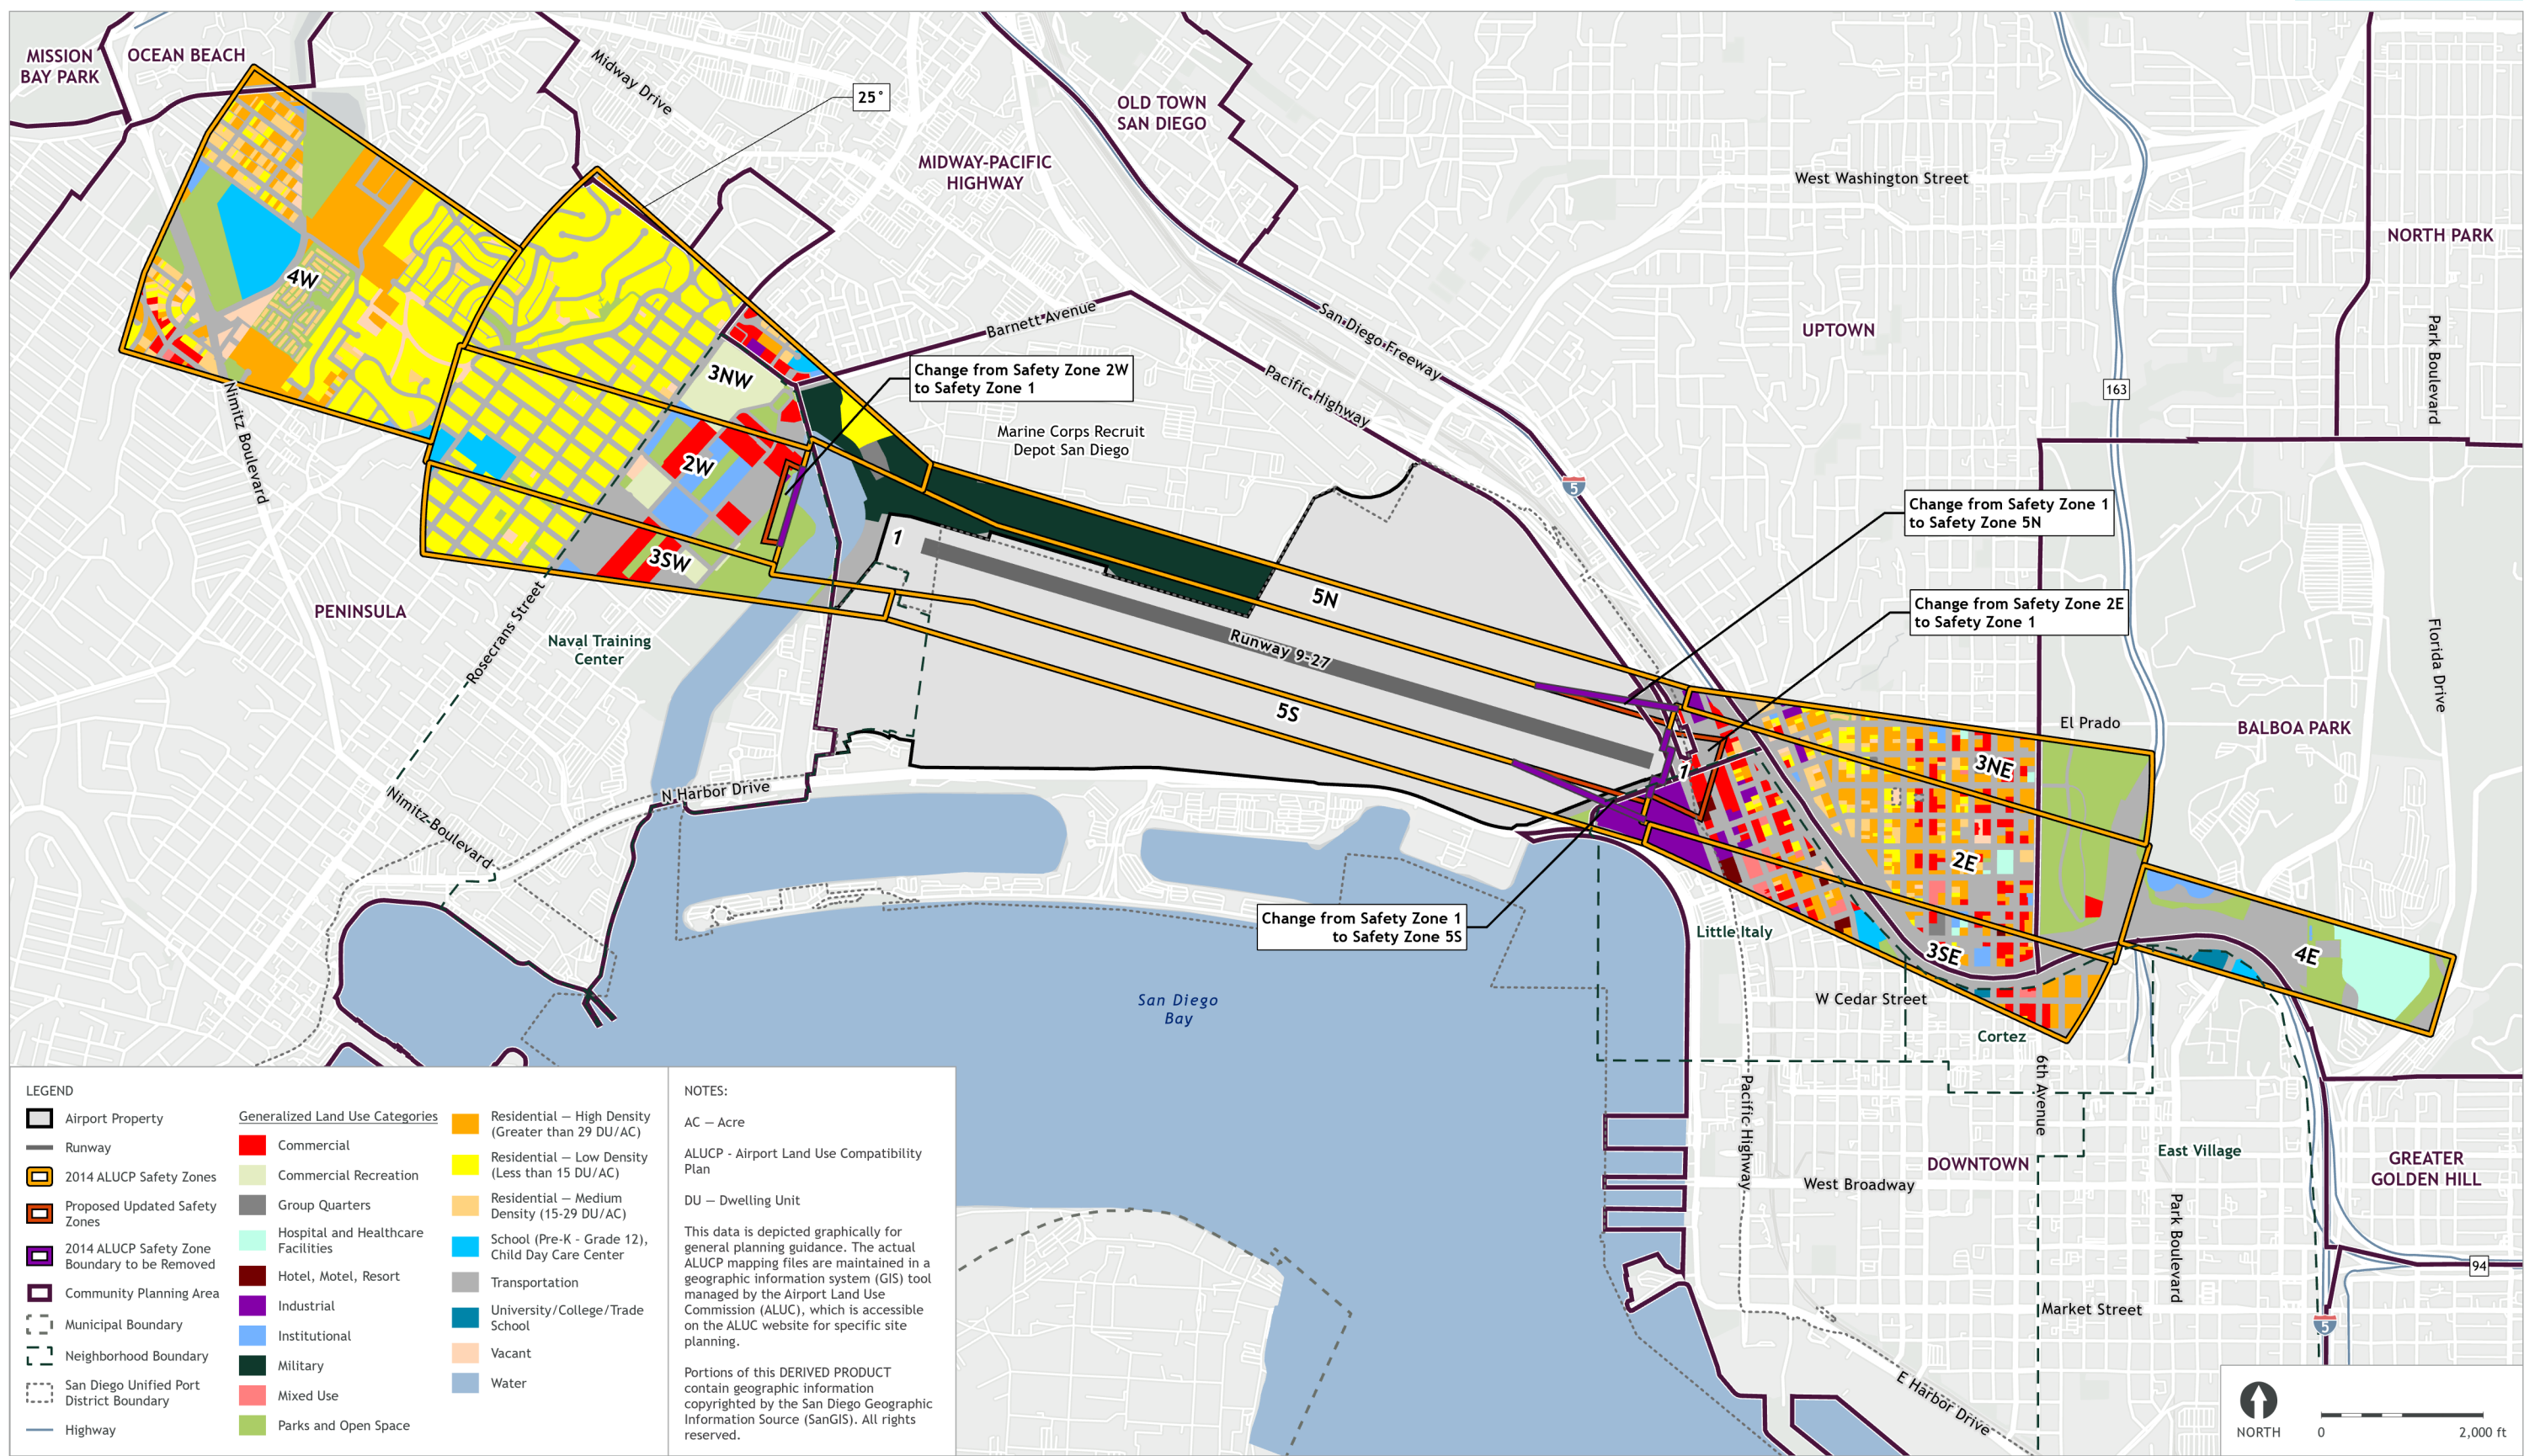 MISSION
BAY PARK
OCEAN BEACH
Midway Drive
25°
OLD TOWN
SAN DIEGO
MIDWAY-PACIFIC
HIGHWAY
West Washington Street
NORTH PARK
4W
Barnett Avenue
San Diego Freeway
UPTOWN
Park Boulevard
Pacific Highway
163
3NW
Change from Safety Zone 2W
to Safety Zone 1
Nimitz Boulevard
Marine Corps Recruit
Depot San Diego
2W
5
Change from Safety Zone 1
to Safety Zone 5N
1
3SW
5N
Change from Safety Zone 2E
to Safety Zone 1
PENINSULA
Rosecrans Street
Naval Training
Center
Runway 9-27
Florida Drive
5S
El Prado
BALBOA PARK
1
3NE
N Harbor Drive
Nimitz-Boulevard
2E
Change from Safety Zone 1
to Safety Zone 5S
Little Italy
3SE
4E
San Diego
Bay
W Cedar Street
Cortez
6th Avenue
Pacific Highway
East Village
DOWNTOWN
GREATER
GOLDEN HILL
West Broadway
Park Boulevard
94
Market Street
5
E Harbor Drive
LEGEND
Airport Property
Runway
2014 ALUCP Safety Zones
Proposed Updated Safety
Zones
2014 ALUCP Safety Zone
Boundary to be Removed
Community Planning Area
Municipal Boundary
Neighborhood Boundary
San Diego Unified Port
District Boundary
Highway
Generalized Land Use Categories
Commercial
Commercial Recreation
Group Quarters
Hospital and Healthcare
Facilities
Hotel, Motel, Resort
Industrial
Institutional
Military
Mixed Use
Parks and Open Space
Residential — High Density
(Greater than 29 DU/AC)
Residential — Low Density
(Less than 15 DU/AC)
Residential — Medium
Density (15-29 DU/AC)
School (Pre-K - Grade 12),
Child Day Care Center
Transportation
University/College/Trade
School
Vacant
Water
NOTES:
AC — Acre
ALUCP - Airport Land Use Compatibility
Plan
DU — Dwelling Unit
This data is depicted graphically for
general planning guidance. The actual
ALUCP mapping files are maintained in a
geographic information system (GIS) tool
managed by the Airport Land Use
Commission (ALUC), which is accessible
on the ALUC website for specific site
planning.
Portions of this DERIVED PRODUCT
contain geographic information
copyrighted by the San Diego Geographic
Information Source (SanGIS). All rights
reserved.
NORTH
0
2,000 ft